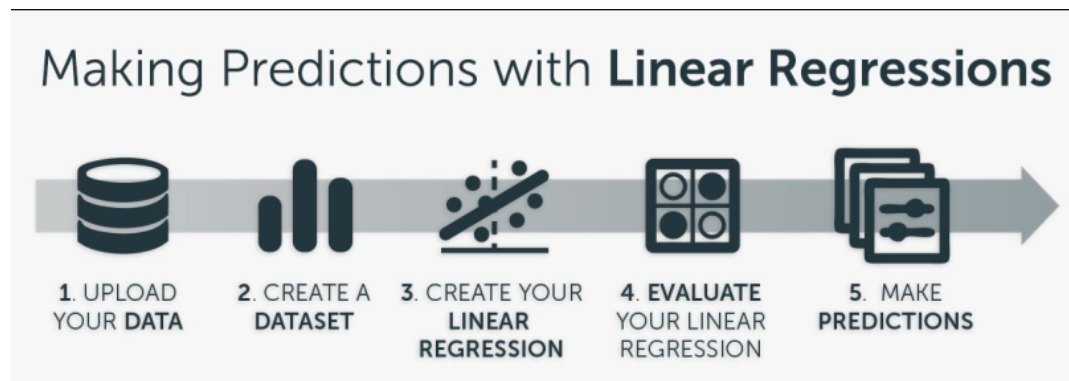 Making Predictions with Linear Regressions
1. UPLOAD
YOUR DATA
2. CREATE A
DATASET
3. CREATE YOUR
LINEAR
REGRESSION
4. EVALUATE
YOUR LINEAR
REGRESSION
5. MAKE
PREDICTIONS